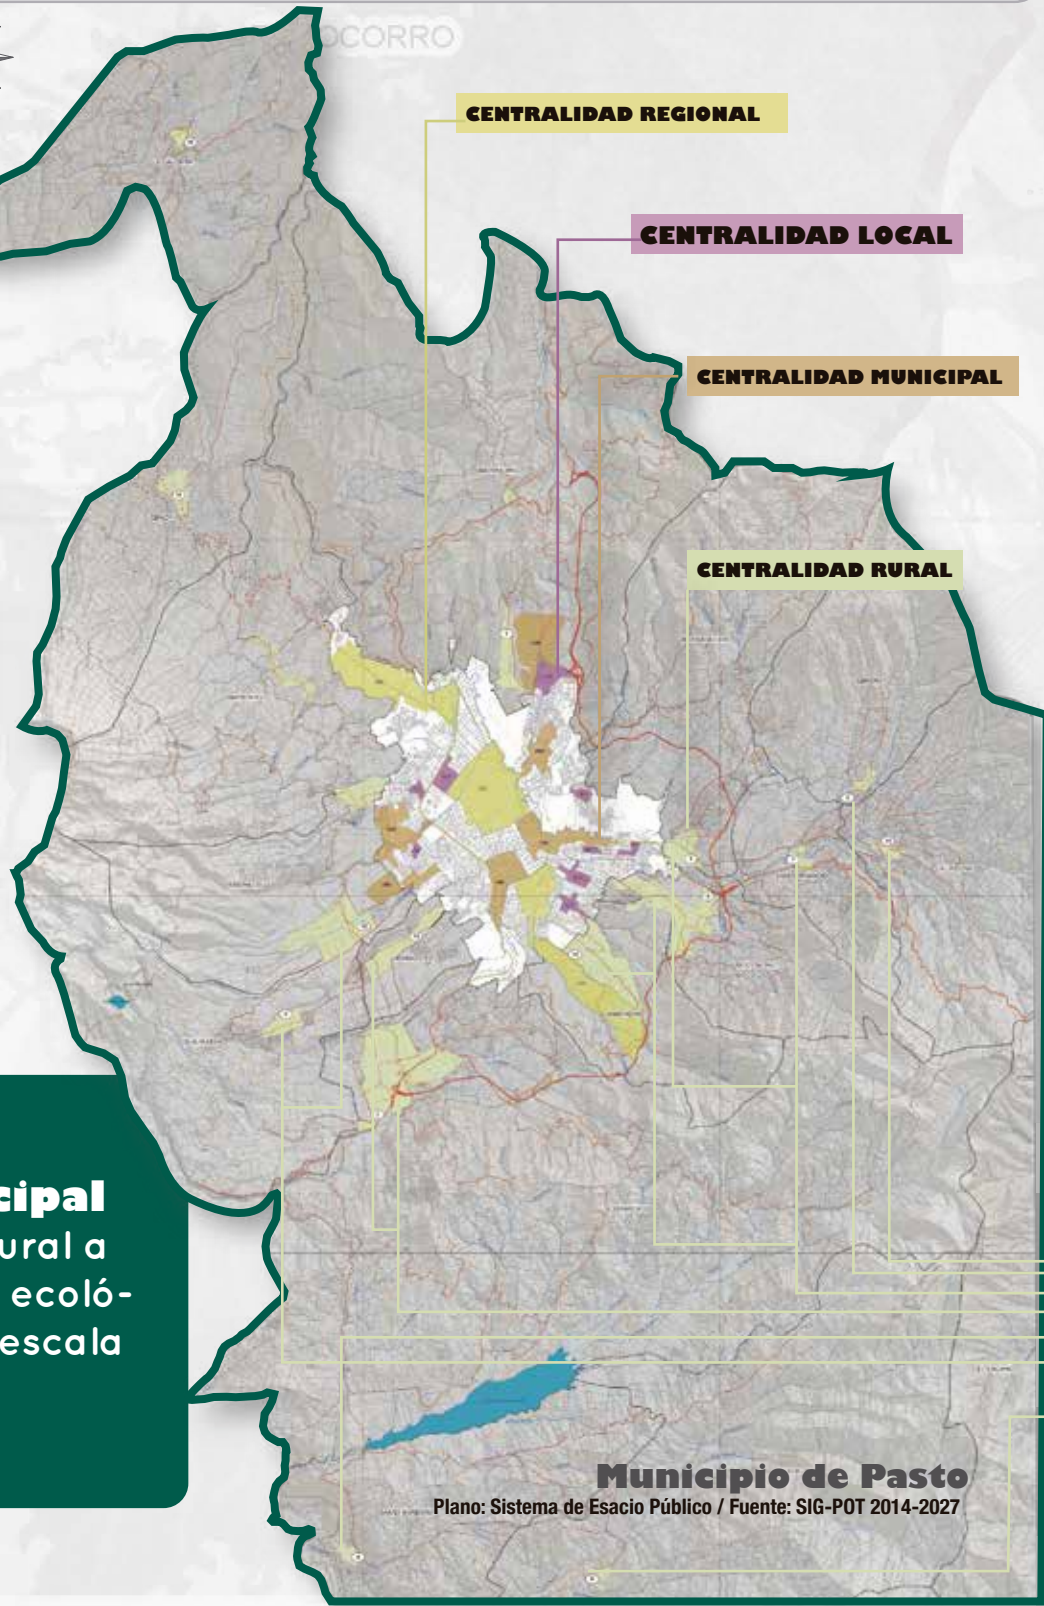 OCORRO
CENTRALIDAD REGIONAL
CENTRALIDAD LOCAL
CENTRALIDAD MUNICIPAL
CENTRALIDAD RURAL
cipal
ural a
ecoló-
escala
Municipio de Pasto
Plano: Sistema de Esacio Público / Fuente: SIG-POT 2014-2027